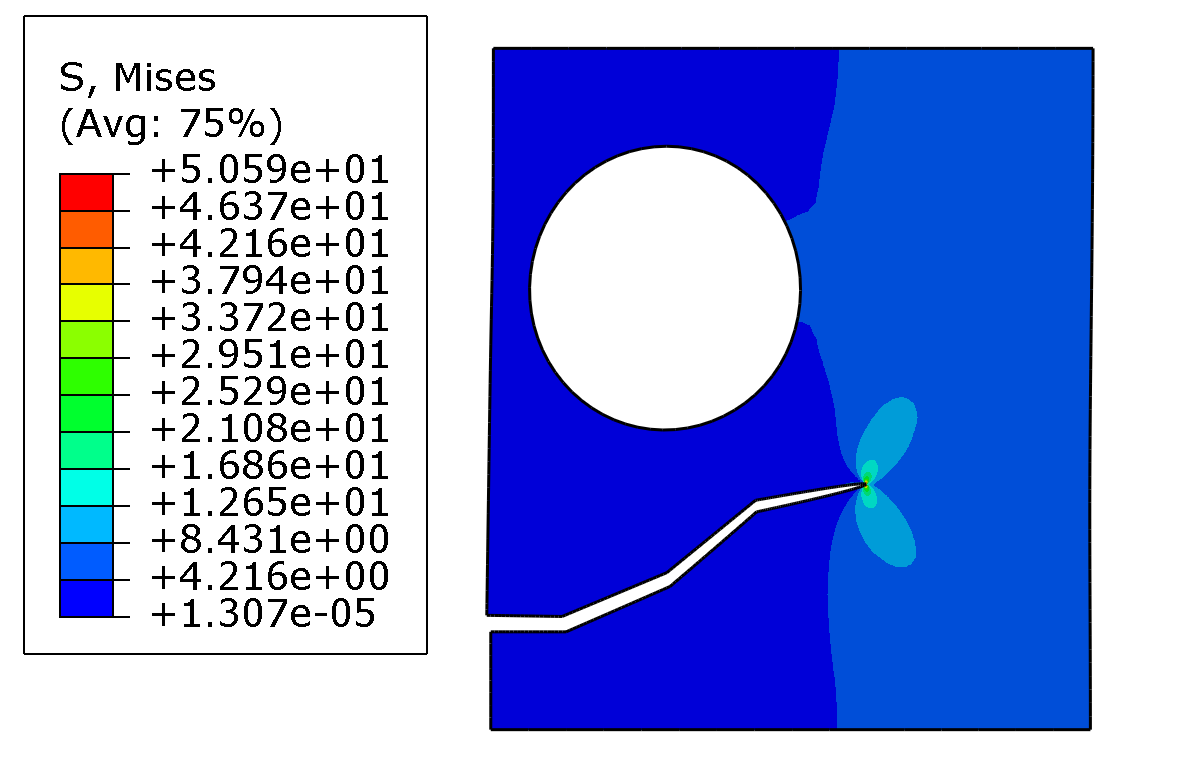 S, Mises
(Avg: 75%)
+5.059e+01
+4.637e+01
+4.216e+01
+3.794e+01
+3.372e+01
+2.951e+01
+2.529e+01
+2.108e+01
+1.686e+01
+1.265e+01
+8.431e+00
+4.216e+00
+1.307e-05